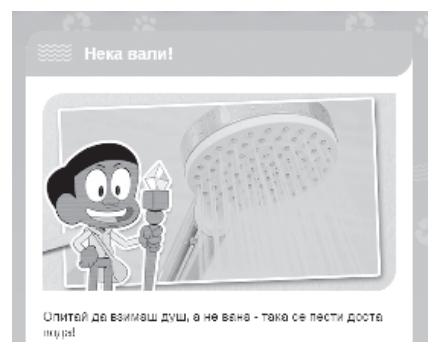 Нека вали!
Опитай да взимаш душ, а не вана - така се пести доста
вода!